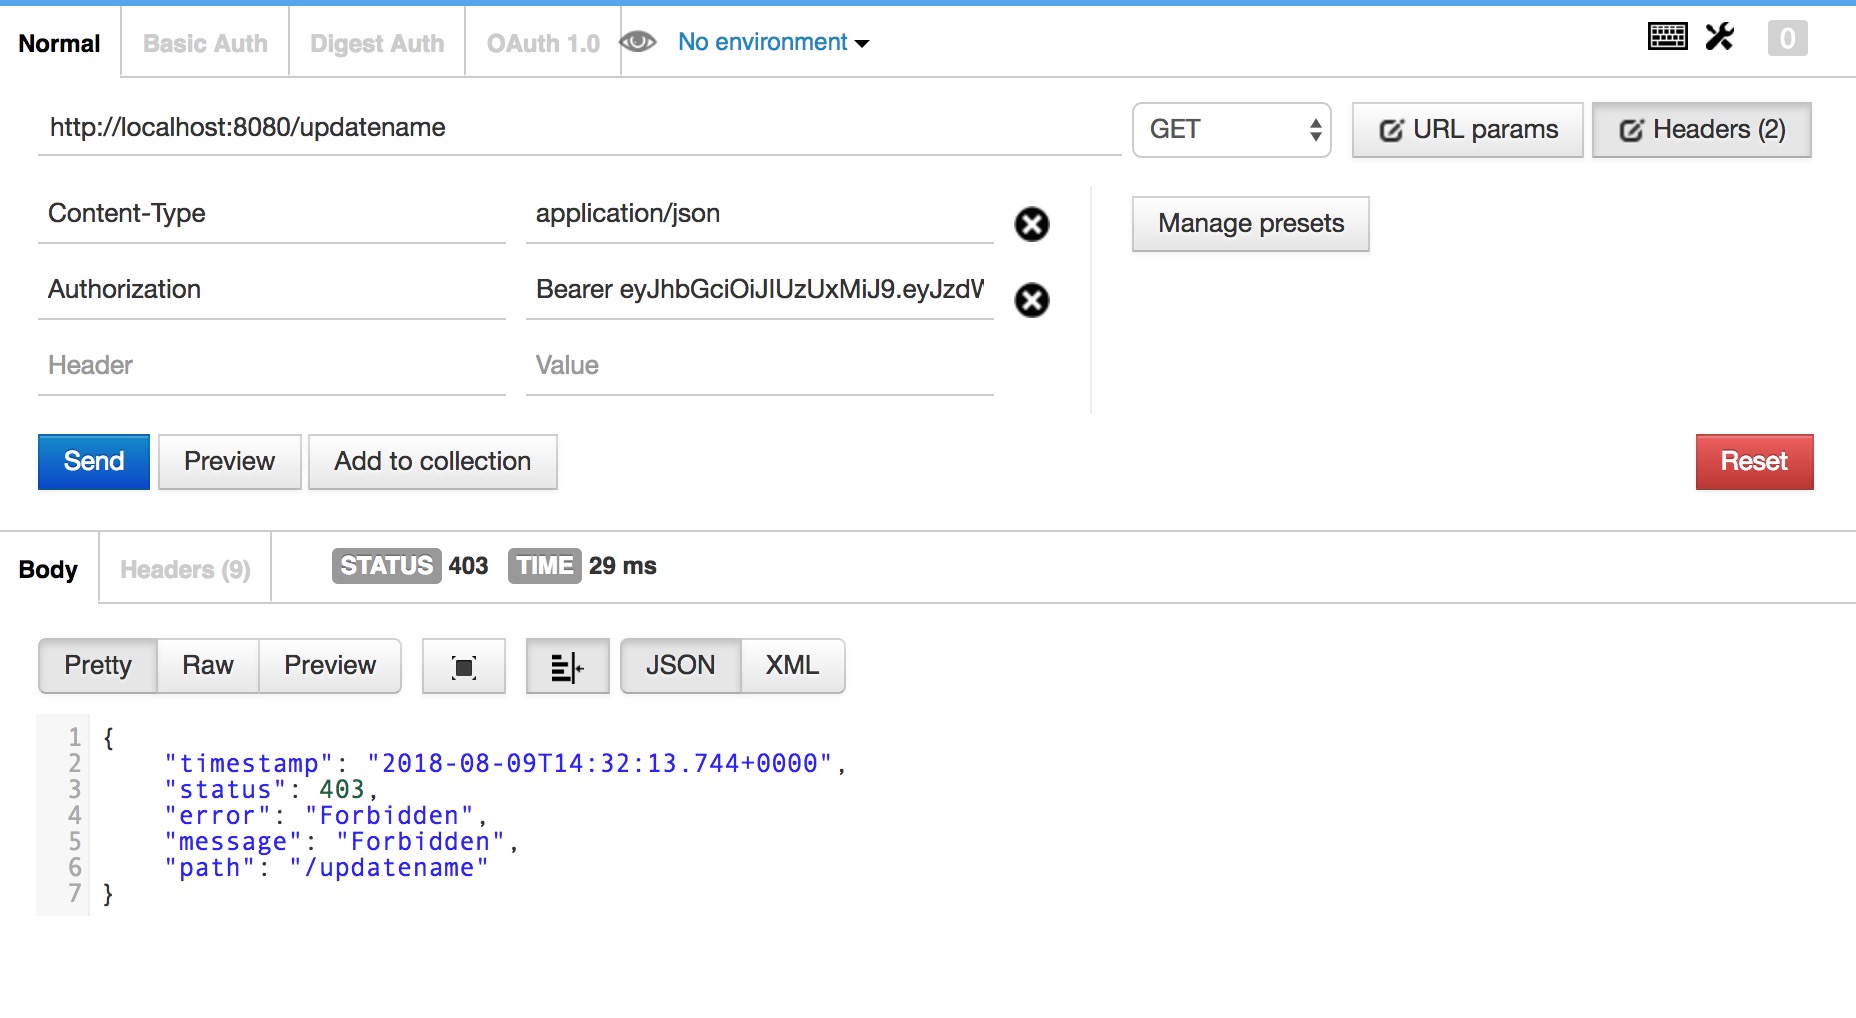 Normal Basic Auth Digest Auth OAuth 1.0 No environment 0
http://localhost:8080/updatename GET URL params Headers (2)
Content-Type application/json Manage presets
Authorization Bearer eyJhbGciOiJIUzUxMiJ9.eyJzdW
Header Value
Send Preview Add to collection Reset
Body Headers (9) STATUS 403 TIME 29 ms
Pretty Raw Preview JSON XML
1 {
2 "timestamp": "2018-08-09T14:32:13.744+0000",
3 "status": 403,
4 "error": "Forbidden",
5 "message": "Forbidden",
6 "path": "/updatename"
7 }